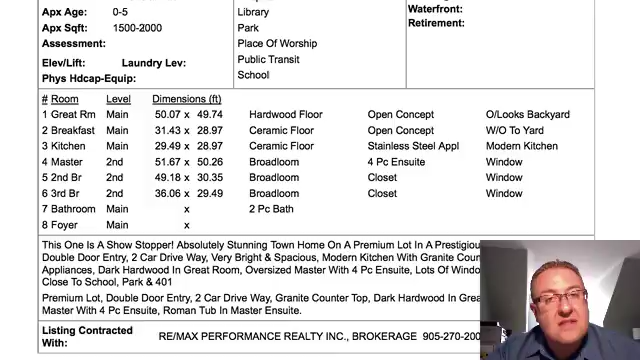 Apx Age: 0-5
Apx Sqft: 1500-2000
Assessment:
Elev/Lift: Laundry Lev:
Phys Hdcap-Equip:
Library
Park
Place Of Worship
Public Transit
School
Waterfront:
Retirement:
# Room Level Dimensions (ft)
1 Great Rm Main 50.07 x 49.74 Hardwood Floor Open Concept O/Looks Backyard
2 Breakfast Main 31.43 x 28.97 Ceramic Floor Open Concept W/O To Yard
3 Kitchen Main 29.49 x 28.97 Ceramic Floor Stainless Steel Appl Modern Kitchen
4 Master 2nd 51.67 x 50.26 Broadloom 4 Pc Ensuite Window
5 2nd Br 2nd 49.18 x 30.35 Broadloom Closet Window
6 3rd Br 2nd 36.06 x 29.49 Broadloom Closet Window
7 Bathroom Main x 2 Pc Bath
8 Foyer Main x
This One Is A Show Stopper! Absolutely Stunning Town Home On A Premium Lot In A
Double Door Entry, 2 Car Drive Way, Very Bright & Spacious, Modern Kitchen With Granite
Appliances, Dark Hardwood In Great Room, Oversized Master With 4 Pc Ensuite, Lots Of
Close To School, Park & 401
Premium Lot, Double Door Entry, 2 Car Drive Way, Granite Counter Top, Dark Hardwood In
Master With 4 Pc Ensuite, Roman Tub In Master Ensuite.
Listing Contracted
With: RE/MAX PERFORMANCE REALTY INC., BROKERAGE 905-270-200